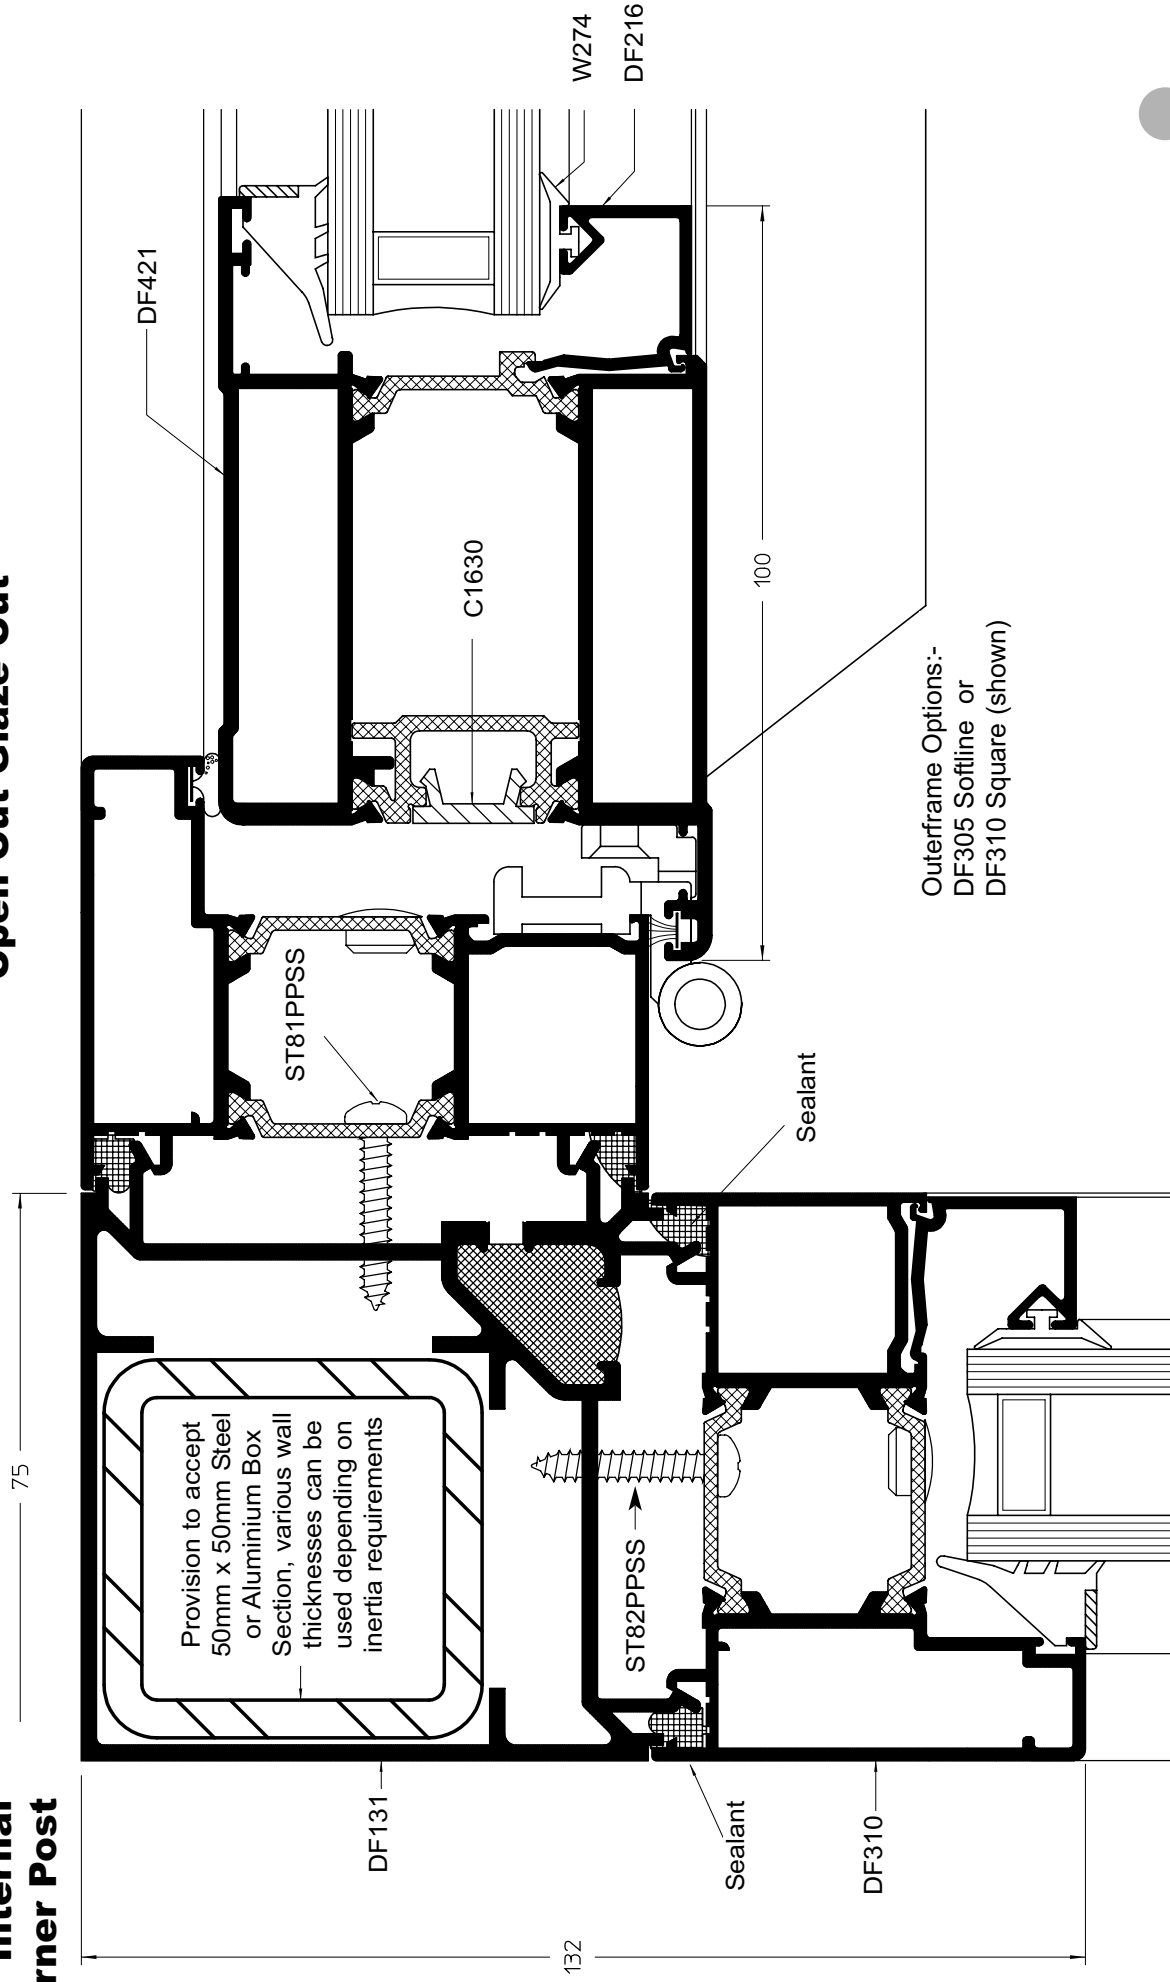 Internal
rner Post
Open Out Glaze Out
75
132
DF131
DF310
Sealant
Provision to accept
50mm x 50mm Steel
or Aluminium Box
Section, various wall
thicknesses can be
used depending on
inertia requirements
ST82PPSS
ST81PPSS
Sealant
DF421
C1630
W274
DF216
100
Outerframe Options:-
DF305 Softline or
DF310 Square (shown)